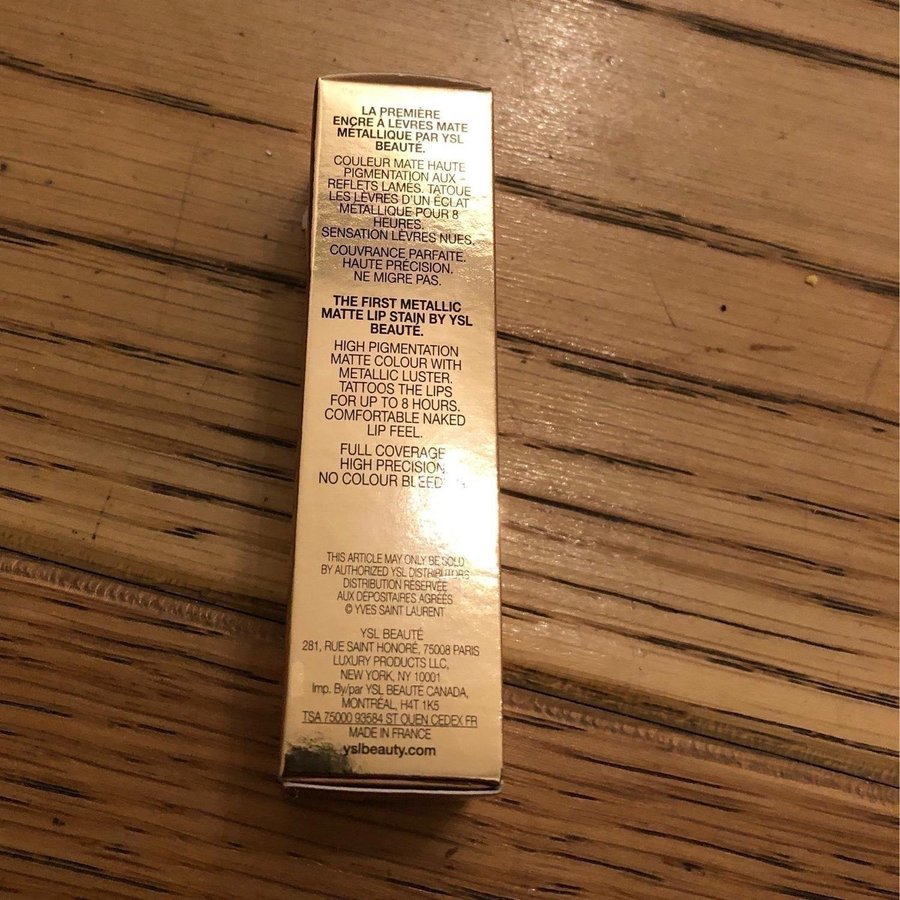 LA PREMIÈRE
ENCRE À LÈVRES MATE
MÉTALLIQUE PAR YSL
BEAUTÉ.
COULEUR MATE HAUTE
PIGMENTATION AUX
REFLETS LAMÉS. TATOUE
LES LÈVRES D'UN ÉCLAT
MÉTALLIQUE POUR 8
HEURES.
SENSATION LÈVRES NUES.
COUVRANCE PARFAITE.
HAUTE PRÉCISION.
NE MIGRE PAS.
THE FIRST METALLIC
MATTE LIP STAIN BY YSL
BEAUTÉ.
HIGH PIGMENTATION
MATTE COLOUR WITH
METALLIC LUSTER.
TATTOOS THE LIPS
FOR UP TO 8 HOURS.
COMFORTABLE NAKED
LIP FEEL.
FULL COVERAGE
HIGH PRECISION
NO COLOUR
THIS ARTICLE MAY ONLY BE SOLD
BY AUTHORIZED YSL DISTRIBUTORS
DISTRIBUTION RÉSERVÉE
AUX DÉPOSITAIRES AGRÉÉS
© YVES SAINT LAURENT
YSL BEAUTÉ
281, RUE SAINT HONORÉ, 75008 PARIS
LUXURY PRODUCTS LLC,
NEW YORK, NY 10001
Imp. By/par YSL BEAUTE CANADA,
MONTRÉAL, H4T 1K5
TSA 75000 93584 ST OUEN CEDEX FR
MADE IN FRANCE
yslbeauty.com